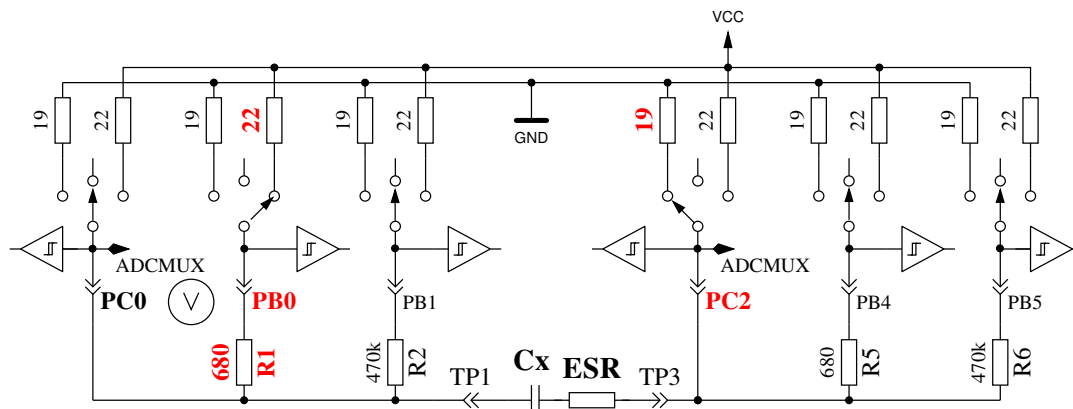 VCC
19
22
19
22
19
22
GND
19
22
19
22
19
22
ADCMUX
ADCMUX
PC0
V
PB0
PB1
PC2
PB4
PB5
680
R1
470k
R2
TP1
Cx
ESR
TP3
680
R5
470k
R6